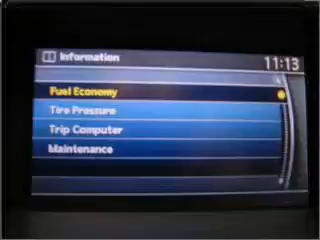 Information
11:13
Fuel Economy
Tire Pressure
Trip Computer
Maintenance